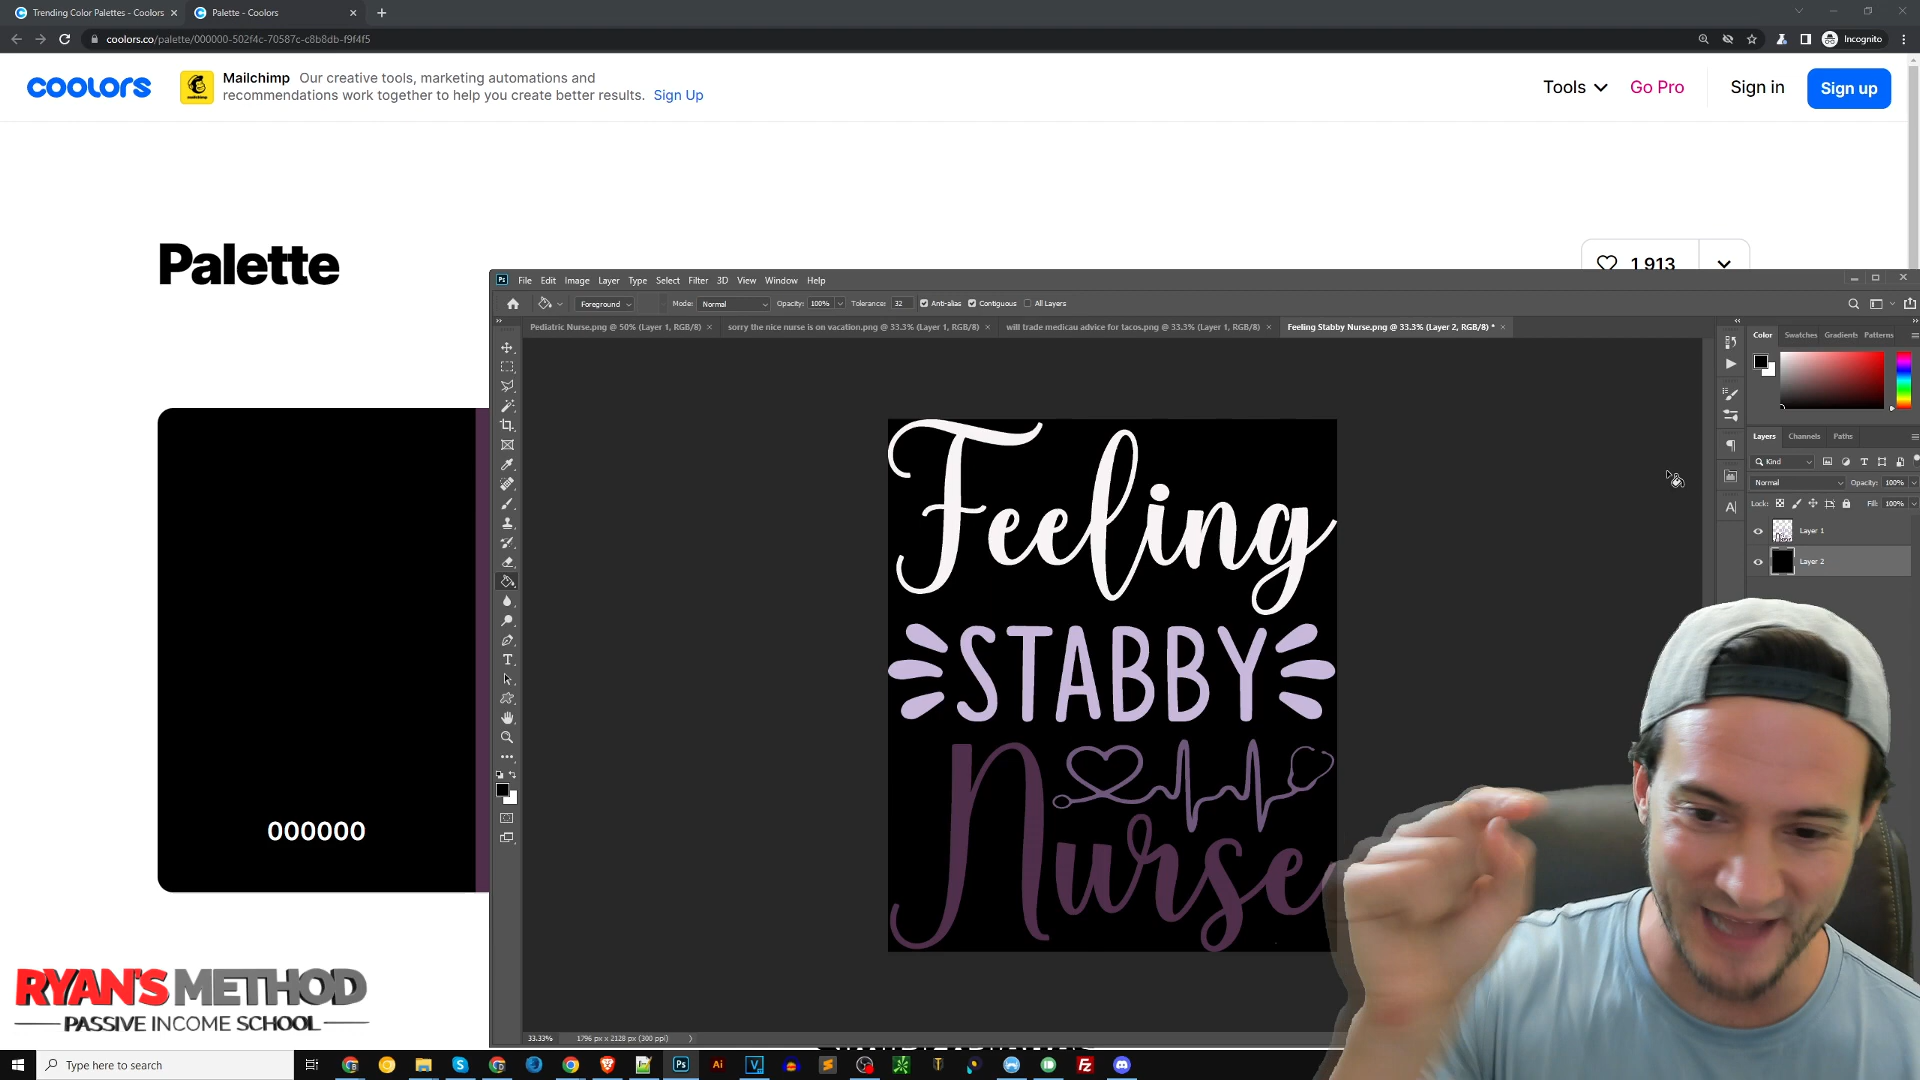 Trending Color Palettes - Coolors
Palette - Coolors
coolors.co/palette/000000-502f4c-70587c-c8b8db-f9f4f5
Incognito
coolors
Mailchimp Our creative tools, marketing automations and
recommendations work together to help you create better results. Sign Up
Tools
Go Pro
Sign in
Sign up
Palette
1,913
000000
Ps
File Edit Image Layer Type Select Filter 3D View Window Help
Foreground
Mode: Normal
Opacity: 100%
Tolerance: 32
Anti-alias
Contiguous
All Layers
Pediatric Nurse.png @ 50% (Layer 1, RGB/8)
sorry the nice nurse is on vacation.png @ 33.3% (Layer 1, RGB/8)
will trade medicau advice for tacos.png @ 33.3% (Layer 1, RGB/8)
Feeling Stabby Nurse.png @ 33.3% (Layer 2, RGB/8) *
Color Swatches Gradients Patterns
Layers Channels Paths
Kind
Normal
Opacity: 100%
Lock:
Fill: 100%
Layer 1
Layer 2
Feeling
STABBY
Nurse
33.33%
1796 px x 2128 px (300 ppi)
RYAN'S METHOD
PASSIVE INCOME SCHOOL
Type here to search
Ps
Ai